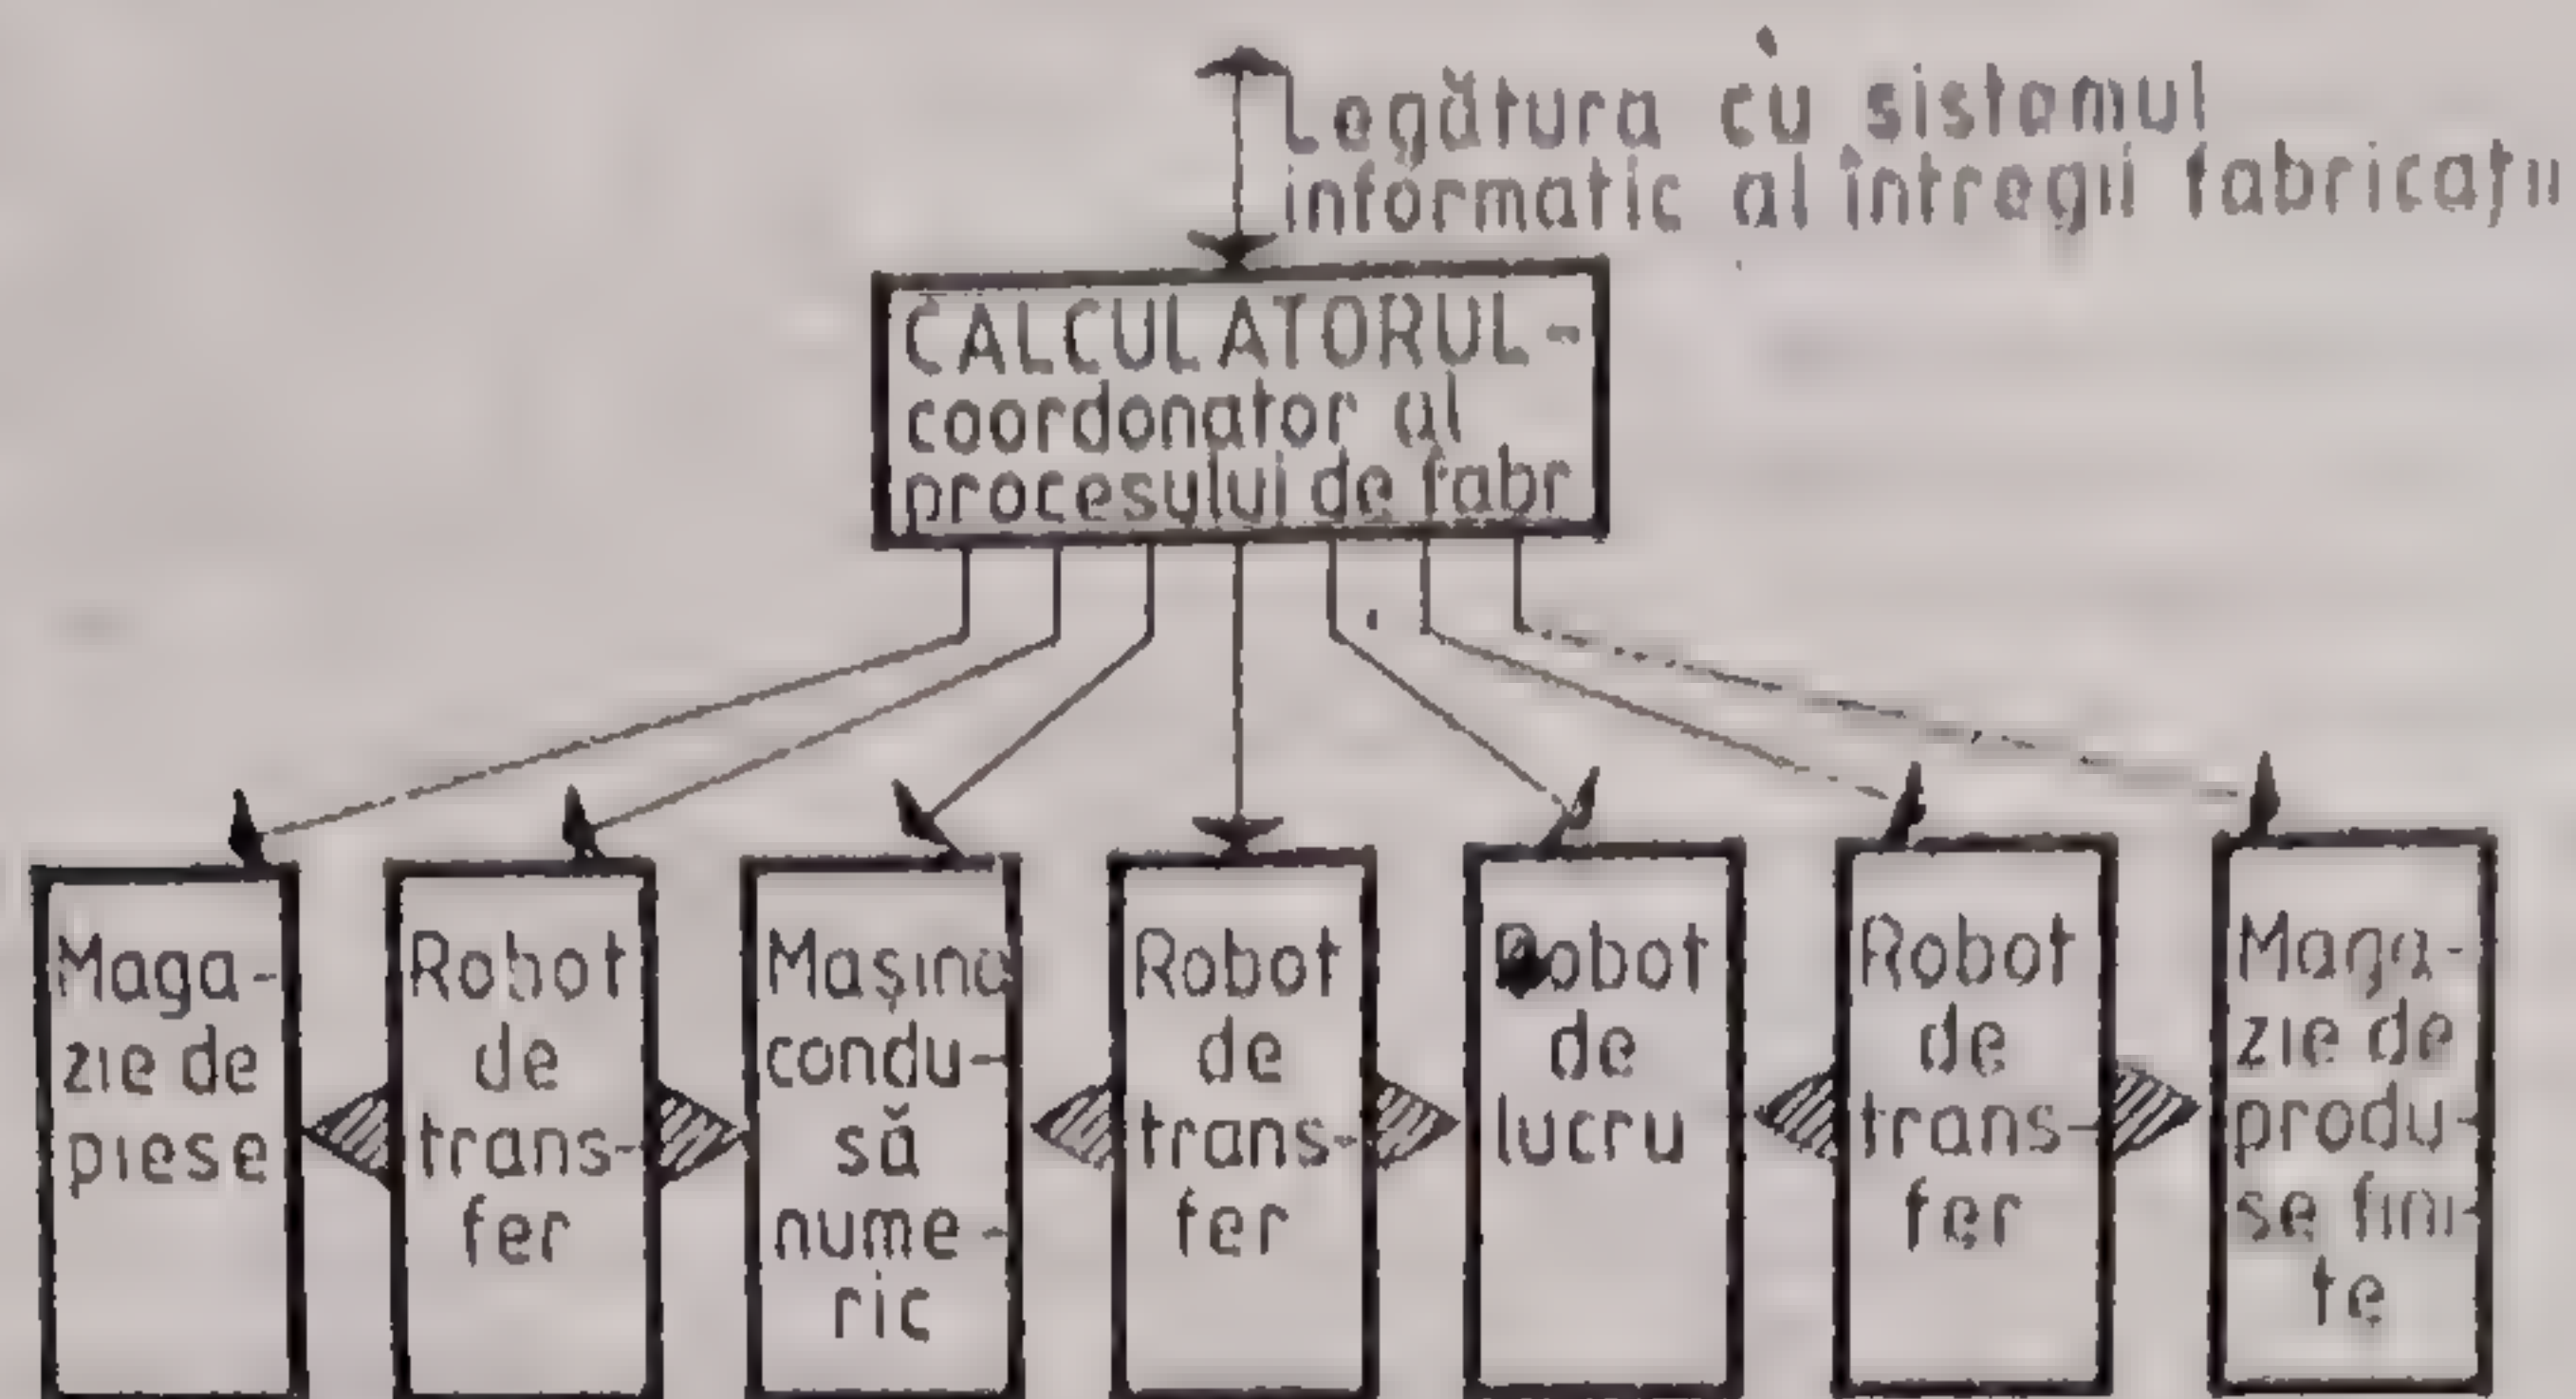 Legătura cu sistemul
informatic al întregii fabricații
CALCULATORUL-
coordonator al
procesului de fabr
Maga-
zie de
piese
Robot
de
trans-
fer
Mașina
condu-
să
nume-
ric
Robot
de
trans-
fer
Robot
de
lucru
Robot
de
trans-
fer
Maga-
zie de
produ-
se fini-
te